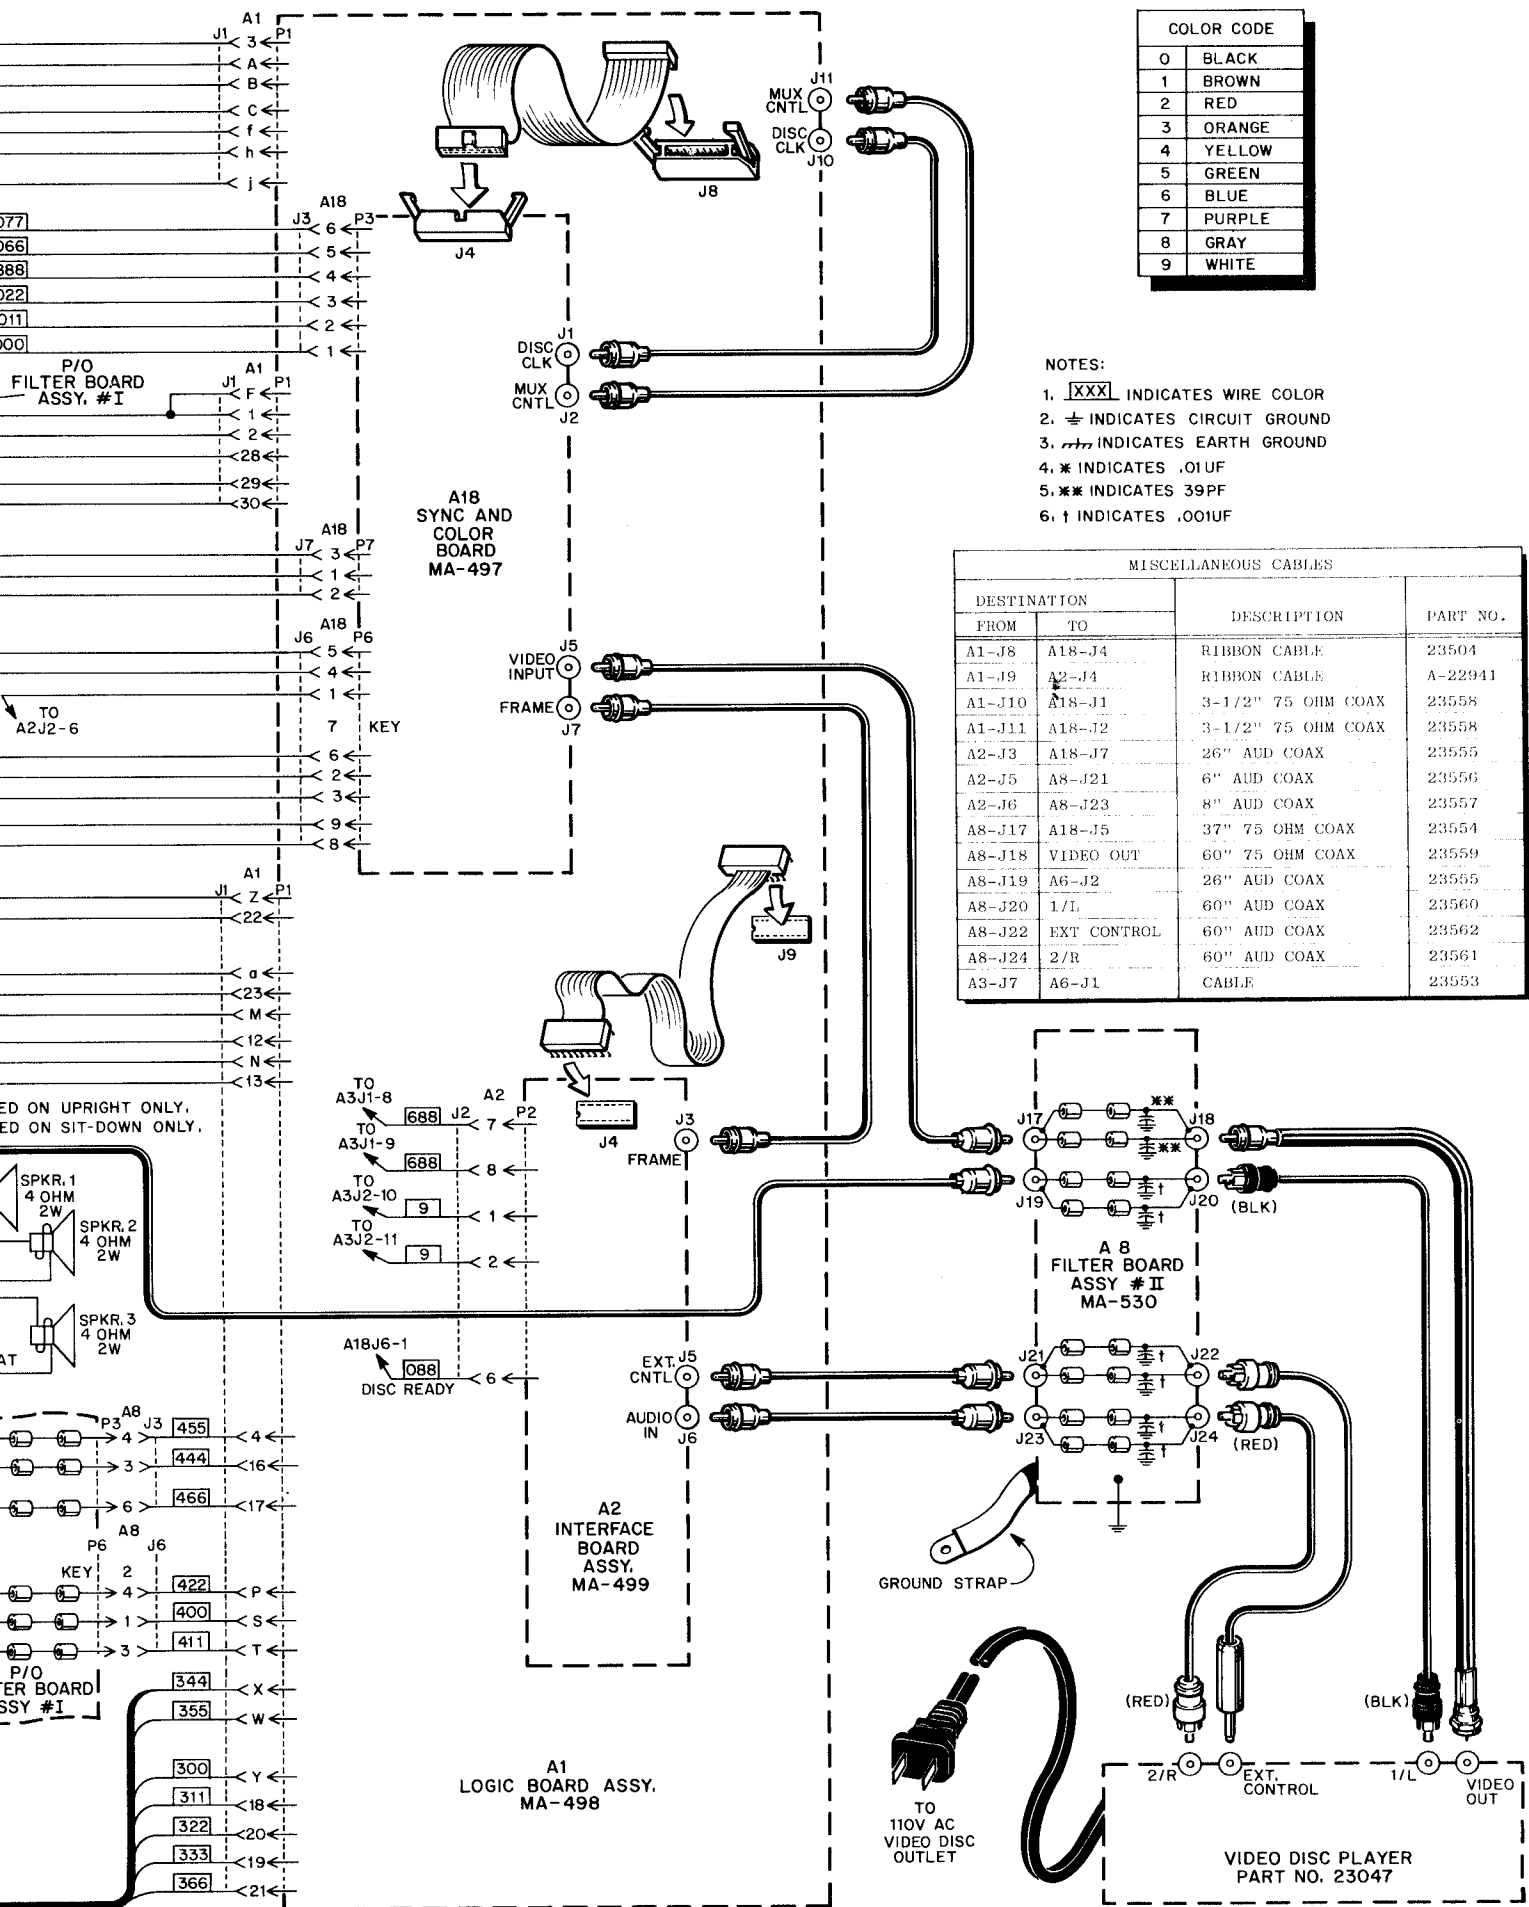 A1
J1 3 P1
A
B
C
f
h
j
A18
J3 6 P3
5
4
3
2
1
077
066
888
022
011
000
P/O
FILTER BOARD
ASSY. #I
A1
J1 F P1
1
2
28
29
30
A18
J7 3 P7
1
2
A18
J6 5 P6
4
1
TO
A2J2-6
7 KEY
6
2
3
9
8
A1
J1 Z P1
22
a
23
M
12
N
13
J4
J8
J11
MUX
CNTL
DISC
CLK
J10
J1
DISC
CLK
MUX
CNTL
J2
A18
SYNC AND
COLOR
BOARD
MA-497
J5
VIDEO
INPUT
FRAME
J7
J9
COLOR CODE
0 BLACK
1 BROWN
2 RED
3 ORANGE
4 YELLOW
5 GREEN
6 BLUE
7 PURPLE
8 GRAY
9 WHITE
NOTES:
1. XXX INDICATES WIRE COLOR
2. INDICATES CIRCUIT GROUND
3. INDICATES EARTH GROUND
4. * INDICATES .01UF
5. ** INDICATES 39PF
6. † INDICATES .001UF
MISCELLANEOUS CABLES
DESTINATION DESCRIPTION PART NO.
FROM TO
A1-J8 A18-J4 RIBBON CABLE 23504
A1-J9 A2-J4 RIBBON CABLE A-22941
A1-J10 A18-J1 3-1/2" 75 OHM COAX 23558
A1-J11 A18-J2 3-1/2" 75 OHM COAX 23558
A2-J3 A18-J7 26" AUD COAX 23555
A2-J5 A8-J21 6" AUD COAX 23556
A2-J6 A8-J23 8" AUD COAX 23557
A8-J17 A18-J5 37" 75 OHM COAX 23554
A8-J18 VIDEO OUT 60" 75 OHM COAX 23559
A8-J19 A6-J2 26" AUD COAX 23555
A8-J20 1/L 60" AUD COAX 23560
A8-J22 EXT CONTROL 60" AUD COAX 23562
A8-J24 2/R 60" AUD COAX 23561
A3-J7 A6-J1 CABLE 23553
ED ON UPRIGHT ONLY.
ED ON SIT-DOWN ONLY.
SPKR. 1
4 OHM
2W
SPKR. 2
4 OHM
2W
SPKR. 3
4 OHM
2W
AT
TO
A3J1-8
688 J2 7 A2 P2
TO
A3J1-9
688 8
TO
A3J2-10
9 1
TO
A3J2-11
9 2
A18J6-1
088 6
DISC READY
J4
J3
FRAME
EXT. J5
CNTL
AUDIO
IN
J6
A2
INTERFACE
BOARD
ASSY.
MA-499
J17 ** J18
**
J19 † J20
†
(BLK)
A 8
FILTER BOARD
ASSY #II
MA-530
J21 † J22
†
J23 † J24
†
(RED)
GROUND STRAP
A8
P3 4 J3 455 4
3 444 16
6 466 17
A8
P6 J6
KEY 2
4 422 P
1 400 S
3 411 T
P/O
TER BOARD
SSY #I
344 X
355 W
300 Y
311 18
322 20
333 19
366 21
A1
LOGIC BOARD ASSY.
MA-498
TO
110V AC
VIDEO DISC
OUTLET
(RED)
(BLK)
2/R
EXT.
CONTROL
1/L
VIDEO
OUT
VIDEO DISC PLAYER
PART NO. 23047